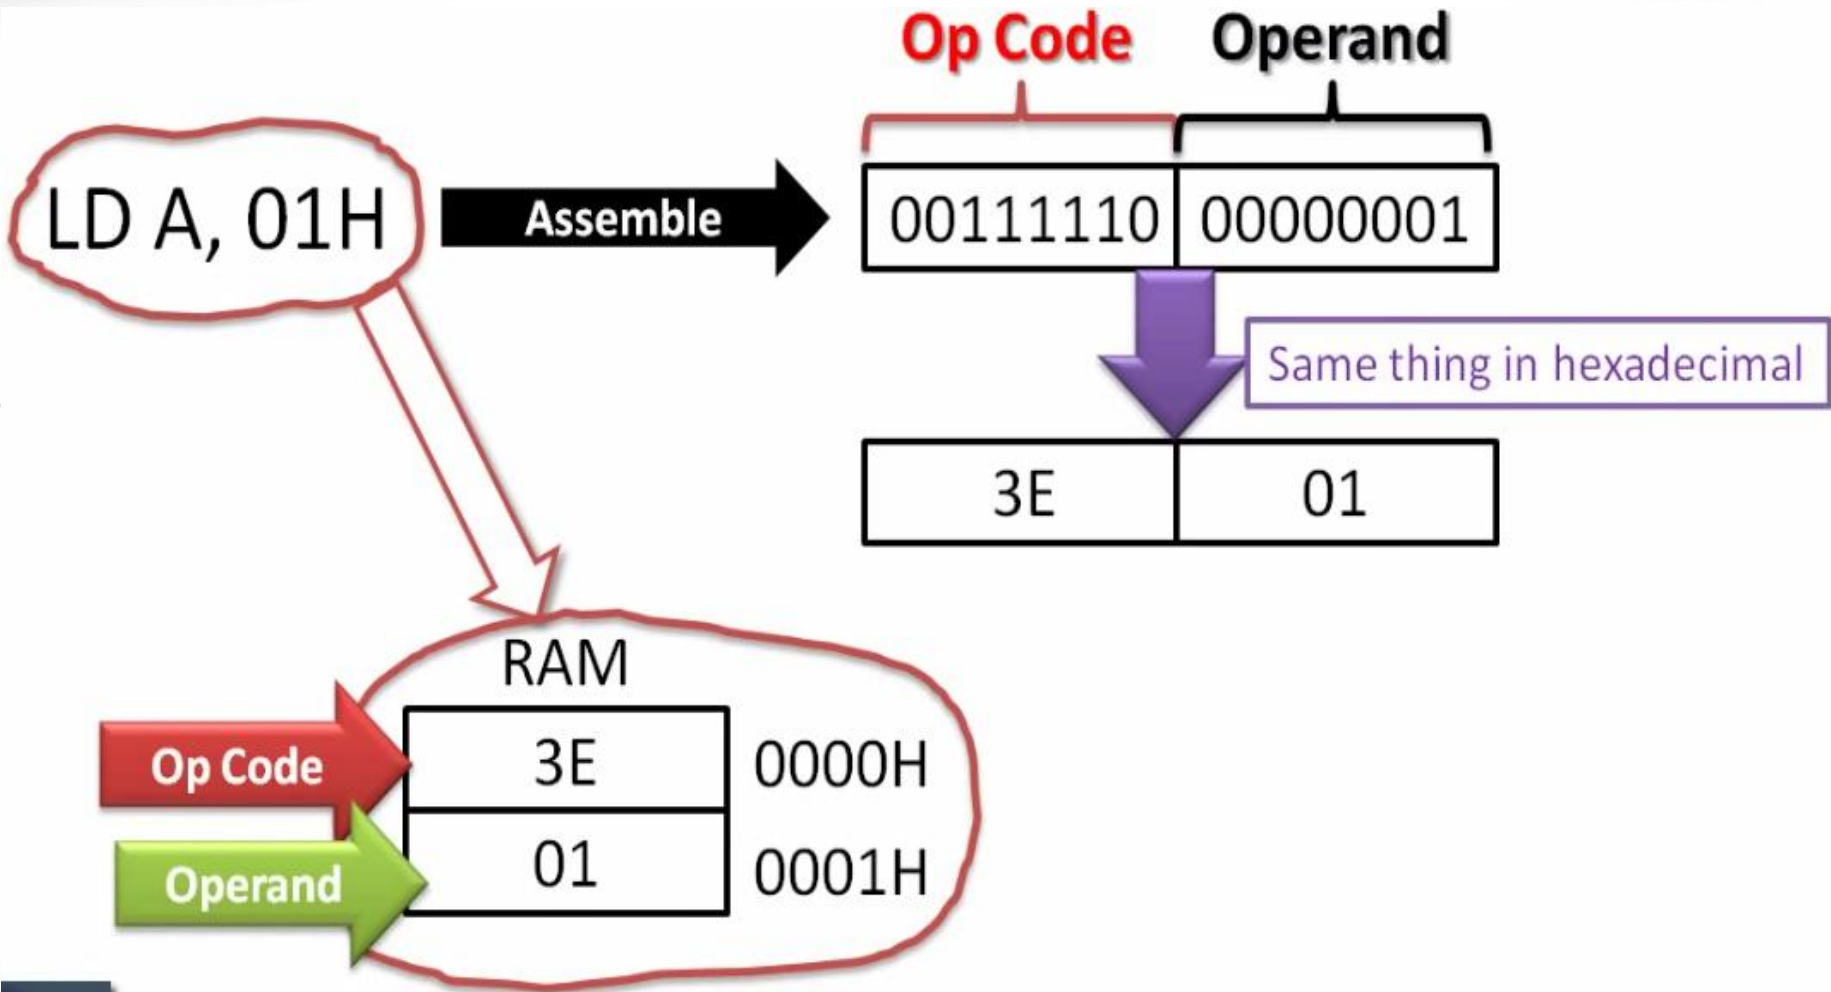 Op Code Operand
LD A, 01H
Assemble
00111110 00000001
Same thing in hexadecimal
3E 01
RAM
Op Code 3E 0000H
Operand 01 0001H